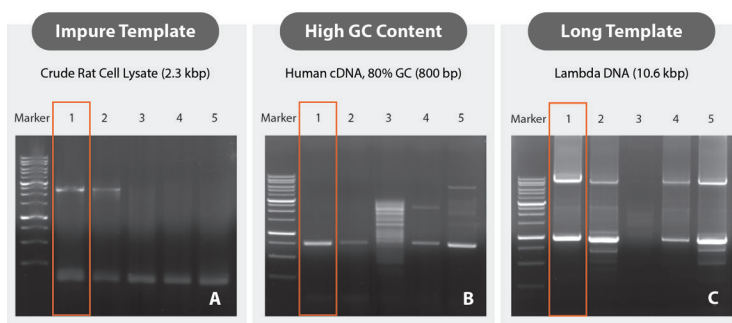 Impure Template
Crude Rat Cell Lysate (2.3 kbp)
Marker 1 2 3 4 5
A
High GC Content
Human cDNA, 80% GC (800 bp)
Marker 1 2 3 4 5
B
Long Template
Lambda DNA (10.6 kbp)
Marker 1 2 3 4 5
C